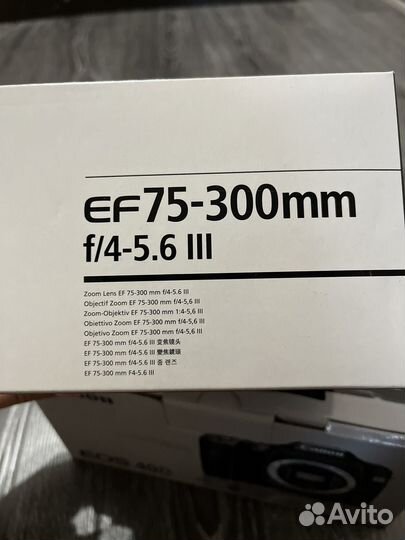 EF75-300mm
f/4-5.6 III
Zoom Lens EF 75-300 mm f/4-5.6 III
Objectif Zoom EF 75-300 mm f/4-5,6 III
Zoom-Objektiv EF 75-300 mm 1:4-5,6 III
Obiettivo Zoom EF 75-300 mm f/4-5,6 III
Objetivo Zoom EF 75-300 mm f/4-5,6 III
EF 75-300 mm f/4-5.6 III 变焦镜头
EF 75-300 mm f/4-5.6 III 變焦鏡頭
EF 75-300 mm f/4-5.6 III 줌 렌즈
EF 75-300 mm F4-5.6 III
Canon
EOS
Avito